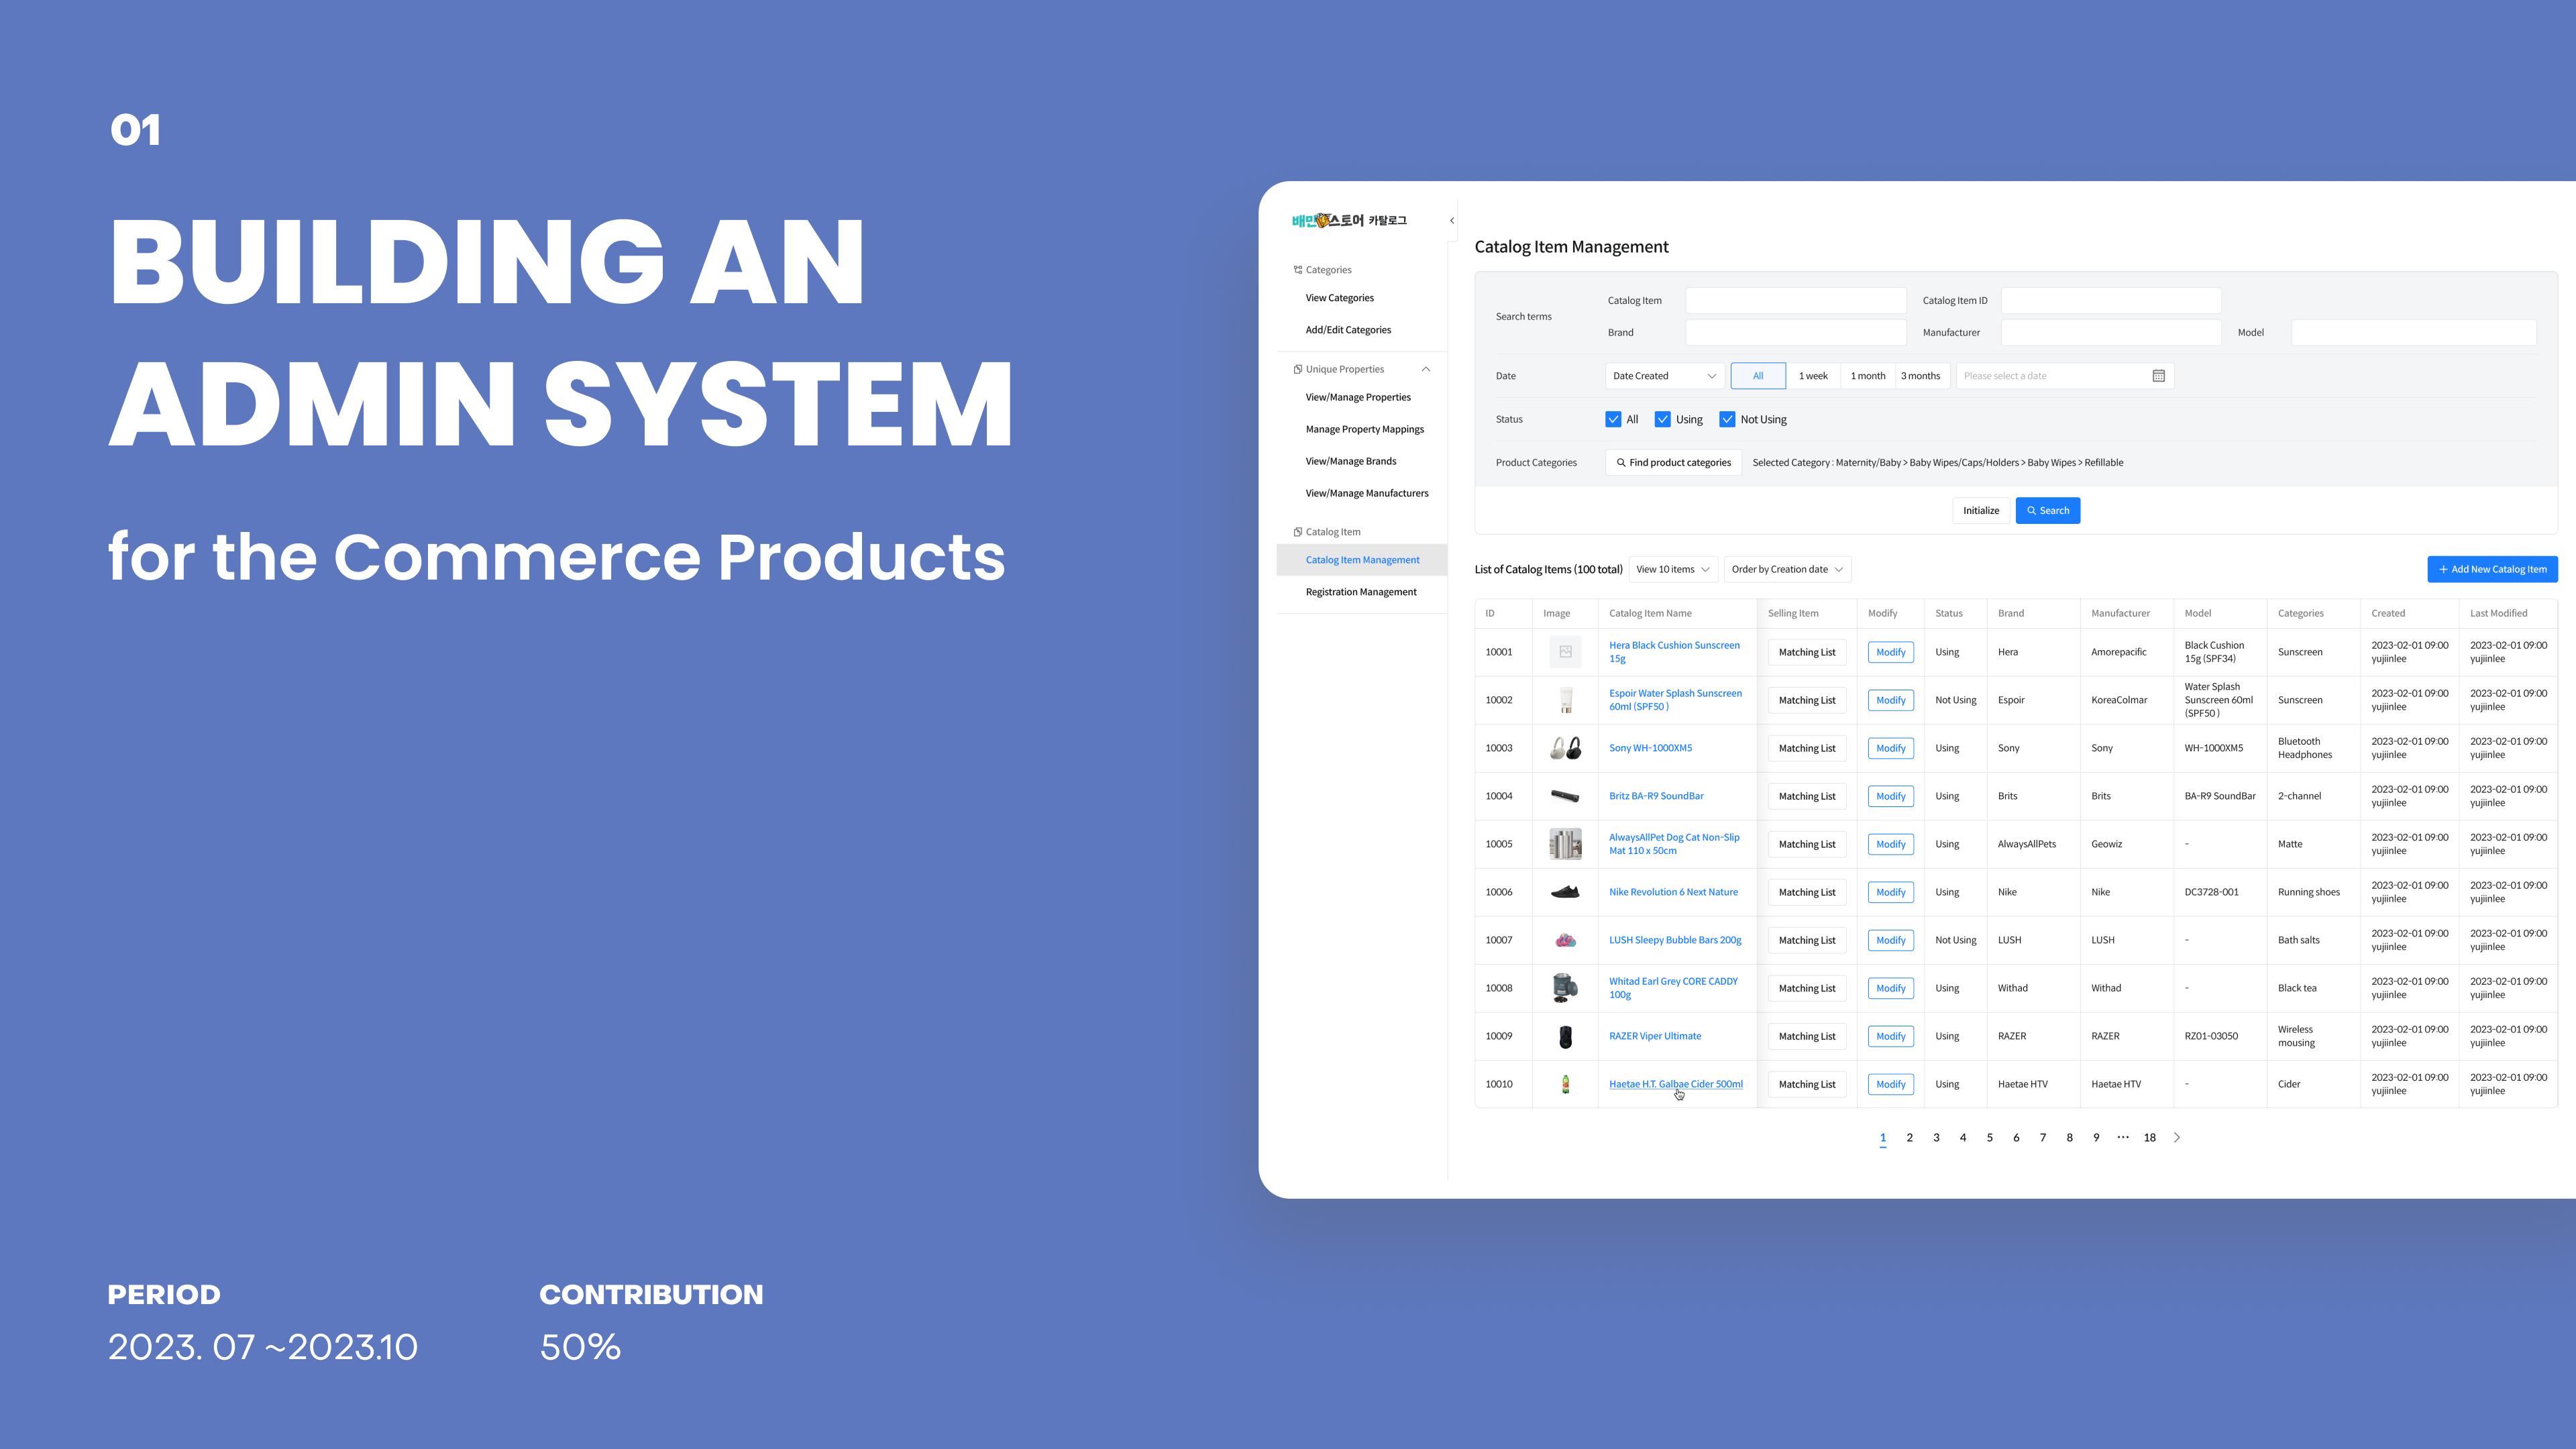 01
BUILDING AN
ADMIN SYSTEM
for the Commerce Products
PERIOD
2023. 07 ~2023.10
CONTRIBUTION
50%
배민스토어 카탈로그
Categories
View Categories
Add/Edit Categories
Unique Properties
View/Manage Properties
Manage Property Mappings
View/Manage Brands
View/Manage Manufacturers
Catalog Item
Catalog Item Management
Registration Management
Catalog Item Management
Search terms
Catalog Item
Catalog Item ID
Brand
Manufacturer
Model
Date
Date Created
All
1 week
1 month
3 months
Please select a date
Status
All
Using
Not Using
Product Categories
Find product categories
Selected Category : Maternity/Baby > Baby Wipes/Caps/Holders > Baby Wipes > Refillable
Initialize
Search
List of Catalog Items (100 total)
View 10 items
Order by Creation date
+ Add New Catalog Item
ID Image Catalog Item Name Selling Item Modify Status Brand Manufacturer Model Categories Created Last Modified
10001 Hera Black Cushion Sunscreen 15g Matching List Modify Using Hera Amorepacific Black Cushion 15g (SPF34) Sunscreen 2023-02-01 09:00 yujiinlee 2023-02-01 09:00 yujiinlee
10002 Espoir Water Splash Sunscreen 60ml (SPF50 ) Matching List Modify Not Using Espoir KoreaColmar Water Splash Sunscreen 60ml (SPF50 ) Sunscreen 2023-02-01 09:00 yujiinlee 2023-02-01 09:00 yujiinlee
10003 Sony WH-1000XM5 Matching List Modify Using Sony Sony WH-1000XM5 Bluetooth Headphones 2023-02-01 09:00 yujiinlee 2023-02-01 09:00 yujiinlee
10004 Britz BA-R9 SoundBar Matching List Modify Using Brits Brits BA-R9 SoundBar 2-channel 2023-02-01 09:00 yujiinlee 2023-02-01 09:00 yujiinlee
10005 AlwaysAllPet Dog Cat Non-Slip Mat 110 x 50cm Matching List Modify Using AlwaysAllPets Geowiz - Matte 2023-02-01 09:00 yujiinlee 2023-02-01 09:00 yujiinlee
10006 Nike Revolution 6 Next Nature Matching List Modify Using Nike Nike DC3728-001 Running shoes 2023-02-01 09:00 yujiinlee 2023-02-01 09:00 yujiinlee
10007 LUSH Sleepy Bubble Bars 200g Matching List Modify Not Using LUSH LUSH - Bath salts 2023-02-01 09:00 yujiinlee 2023-02-01 09:00 yujiinlee
10008 Whitad Earl Grey CORE CADDY 100g Matching List Modify Using Withad Withad - Black tea 2023-02-01 09:00 yujiinlee 2023-02-01 09:00 yujiinlee
10009 RAZER Viper Ultimate Matching List Modify Using RAZER RAZER RZ01-03050 Wireless mousing 2023-02-01 09:00 yujiinlee 2023-02-01 09:00 yujiinlee
10010 Haetae H.T. Galbae Cider 500ml Matching List Modify Using Haetae HTV Haetae HTV - Cider 2023-02-01 09:00 yujiinlee 2023-02-01 09:00 yujiinlee
1 2 3 4 5 6 7 8 9 ··· 18 >